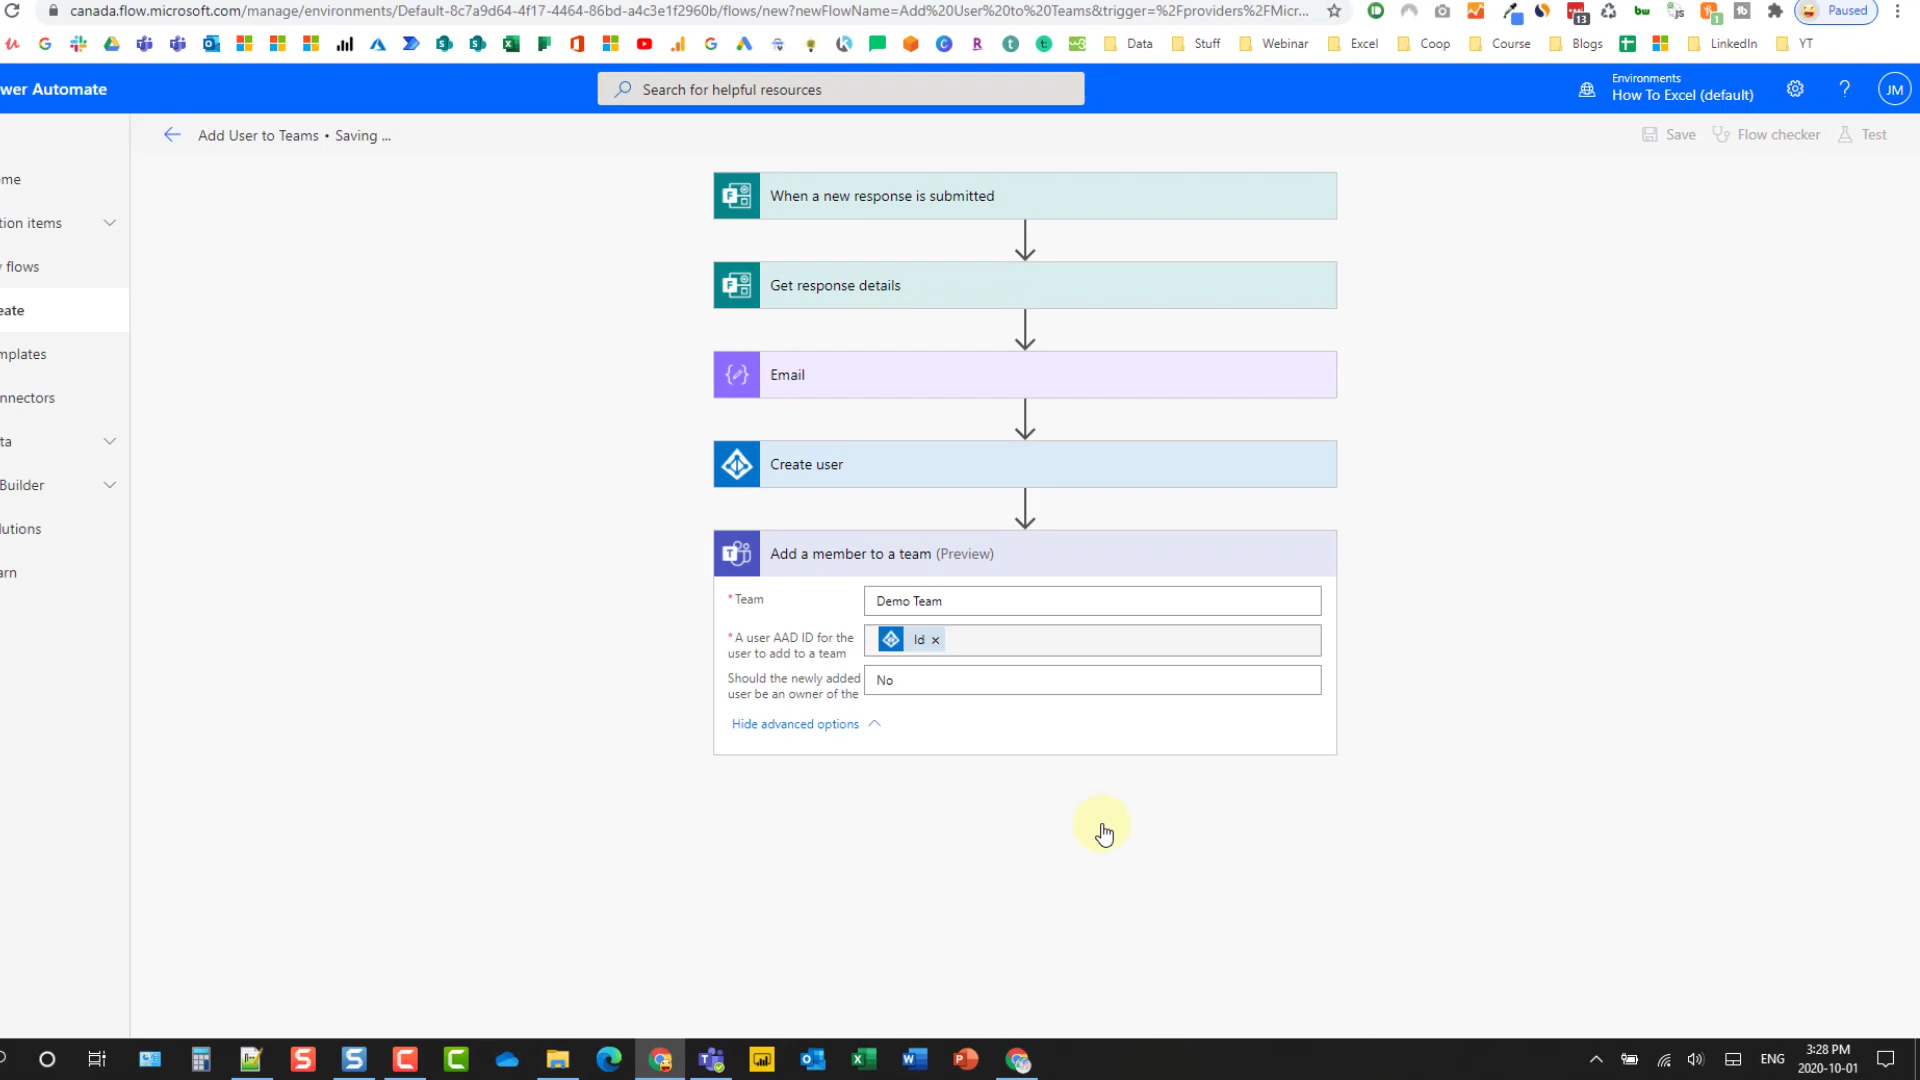 canada.flow.microsoft.com/manage/environments/Default-8c7a9d64-4f17-4464-86bd-a4c3e1f2960b/flows/new?newFlowName=Add%20User%20to%20Teams&trigger=%2Fproviders%2FMicr...
13
bw
js
1
Paused
Data
Stuff
Webinar
Excel
Coop
Course
Blogs
LinkedIn
YT
wer Automate
Search for helpful resources
Environments
How To Excel (default)
?
JM
Add User to Teams • Saving ...
Save
Flow checker
Test
me
tion items
y flows
eate
mplates
nnectors
ta
Builder
lutions
arn
When a new response is submitted
Get response details
Email
Create user
Add a member to a team (Preview)
* Team
Demo Team
* A user AAD ID for the
user to add to a team
Id ×
Should the newly added
user be an owner of the
No
Hide advanced options
ENG
3:28 PM
2020-10-01